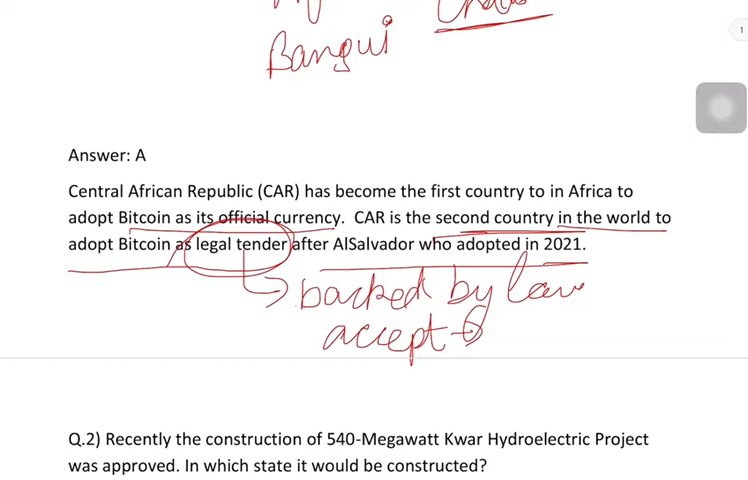 Bangui
1
Answer: A
Central African Republic (CAR) has become the first country to in Africa to
adopt Bitcoin as its official currency. CAR is the second country in the world to
adopt Bitcoin as legal tender after AlSalvador who adopted in 2021.
backed by law
accept
Q.2) Recently the construction of 540-Megawatt Kwar Hydroelectric Project
was approved. In which state it would be constructed?